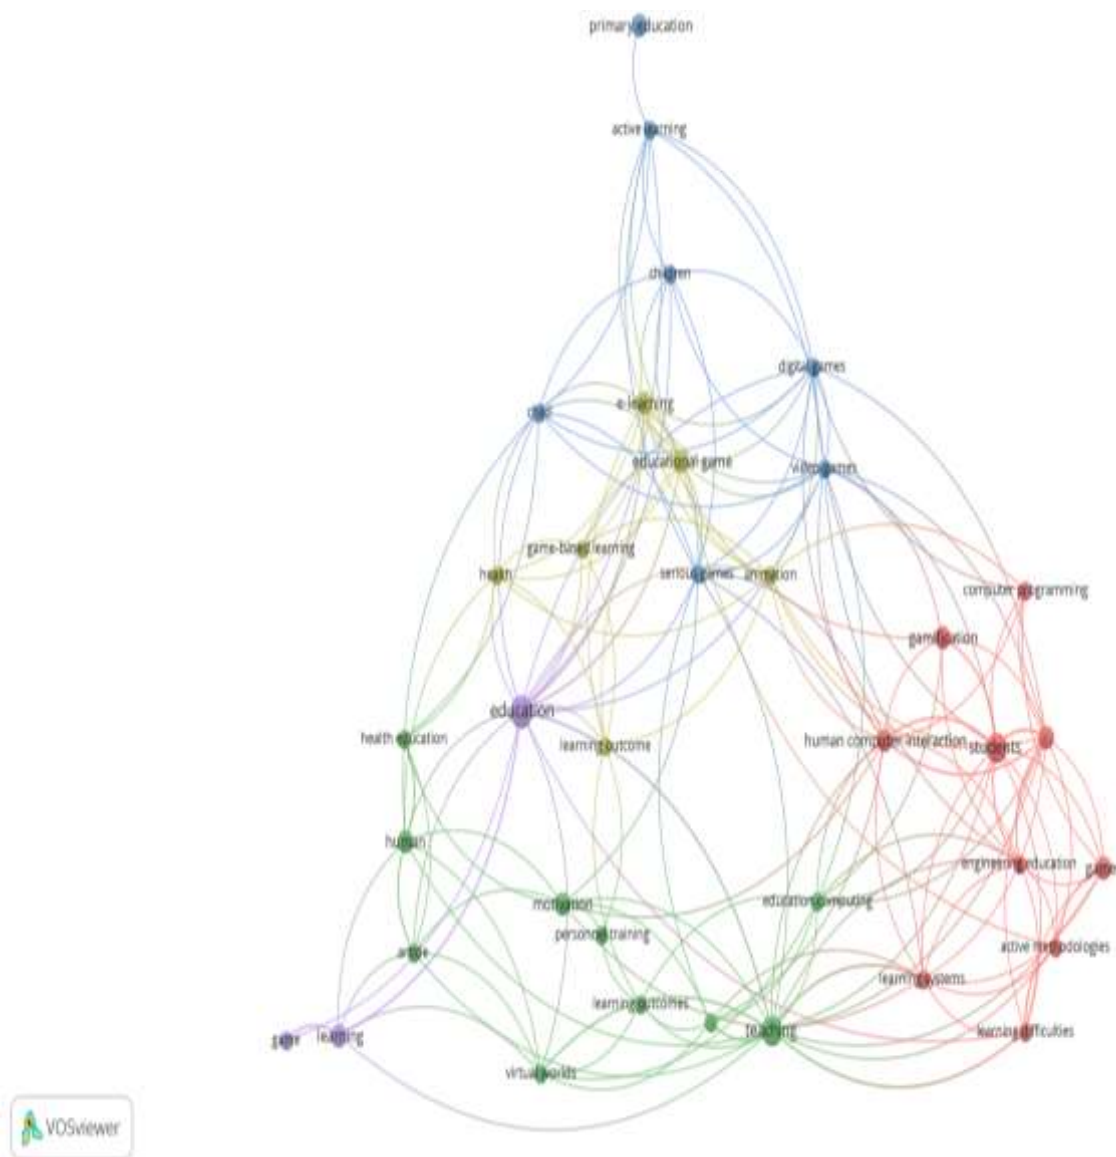 primary education
active learning
children
digital games
e-learning
child
educational game
video games
game-based learning
health
serious games
animation
computer programming
gamification
education
health education
learning outcome
human computer interaction
students
human
engineering education
game
motivation
education computing
personnel training
article
active methodologies
learning systems
learning outcomes
teaching
learning difficulties
game
learning
virtual worlds
VOSviewer